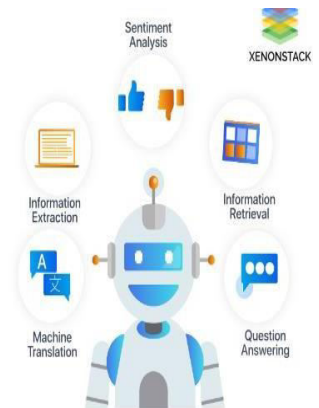 Sentiment
Analysis
XENONSTACK
Information
Extraction
Information
Retrieval
A
文
Machine
Translation
Question
Answering